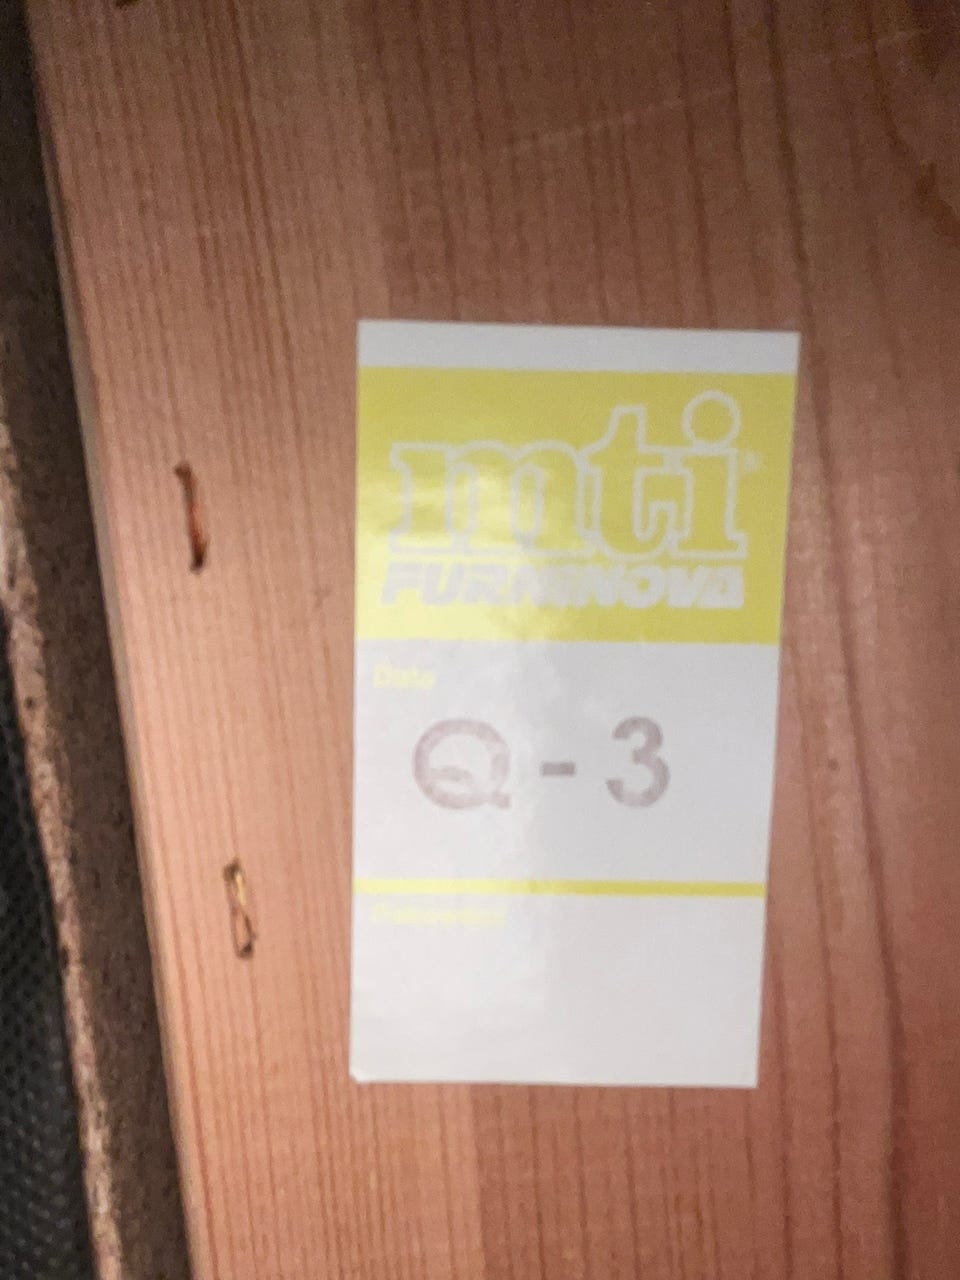 mti®
FURNINOVA
Date
Q - 3